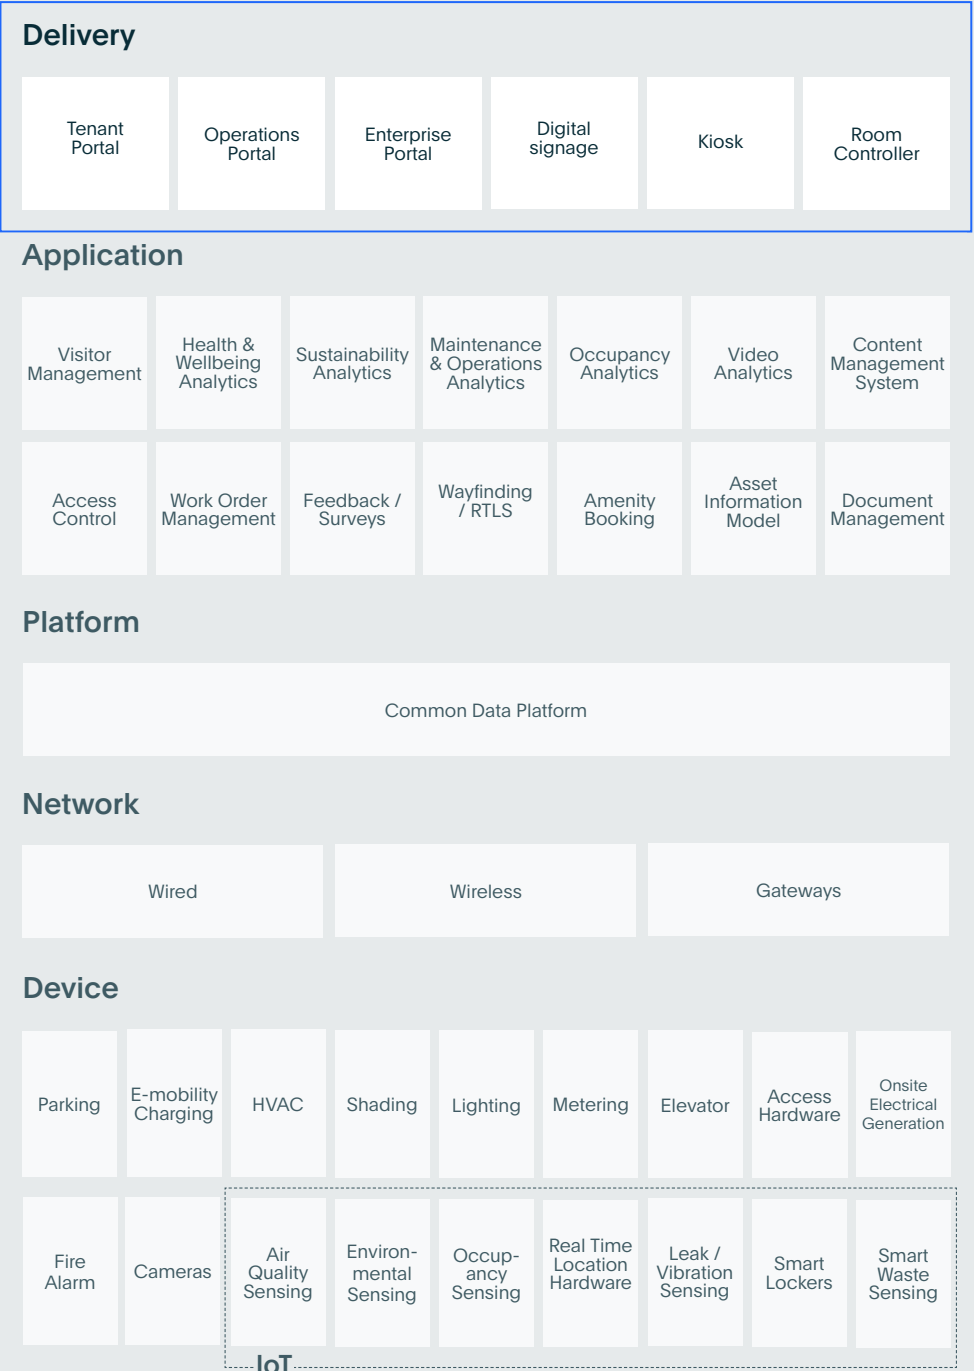 Delivery
Tenant
Portal
Operations
Portal
Enterprise
Portal
Digital
signage
Kiosk
Room
Controller
Application
Visitor
Management
Health &
Wellbeing
Analytics
Sustainability
Analytics
Maintenance
& Operations
Analytics
Occupancy
Analytics
Video
Analytics
Content
Management
System
Access
Control
Work Order
Management
Feedback /
Surveys
Wayfinding
/ RTLS
Amenity
Booking
Asset
Information
Model
Document
Management
Platform
Common Data Platform
Network
Wired
Wireless
Gateways
Device
Parking
E-mobility
Charging
HVAC
Shading
Lighting
Metering
Elevator
Access
Hardware
Onsite
Electrical
Generation
Fire
Alarm
Cameras
Air
Quality
Sensing
Environ-
mental
Sensing
Occup-
ancy
Sensing
Real Time
Location
Hardware
Leak /
Vibration
Sensing
Smart
Lockers
Smart
Waste
Sensing
IoT